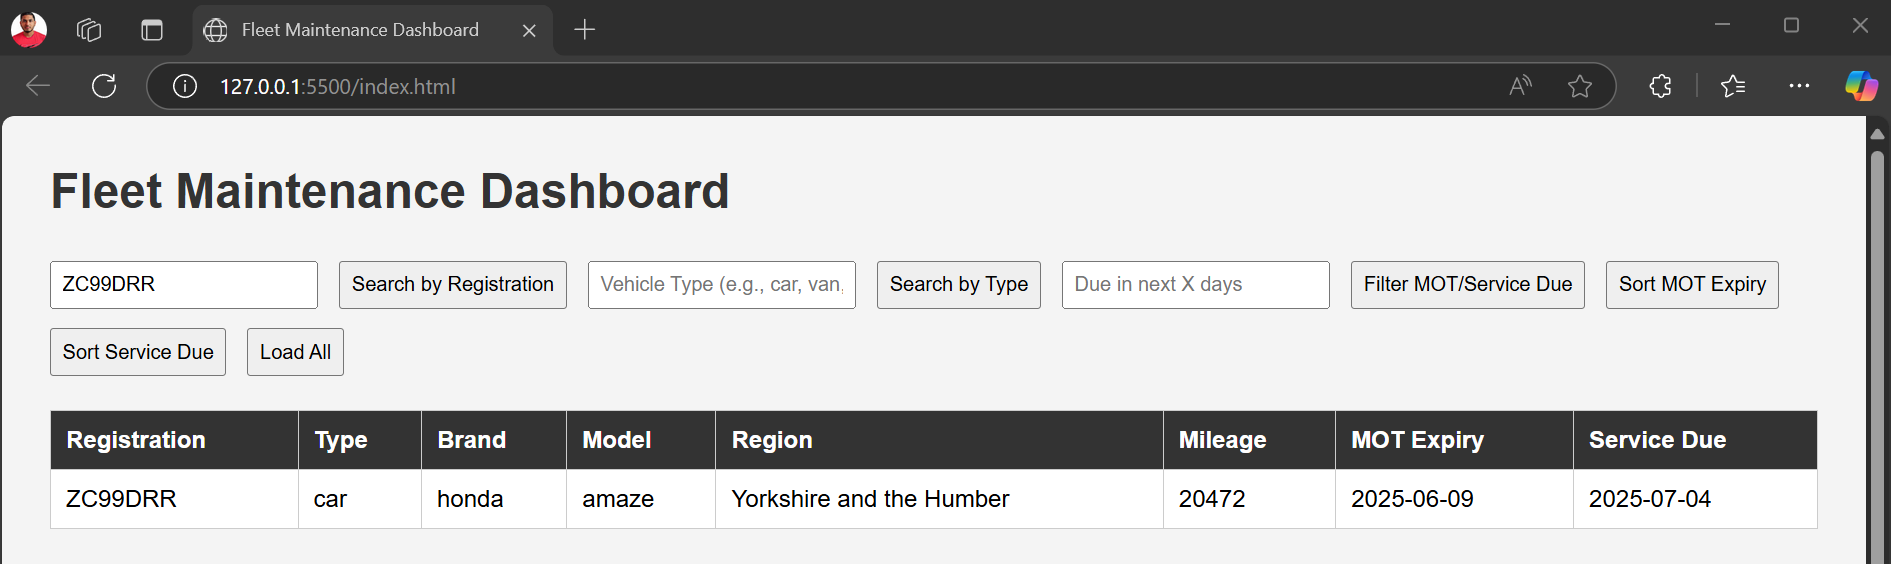 Fleet Maintenance Dashboard
127.0.0.1:5500/index.html
Fleet Maintenance Dashboard
ZC99DRR Search by Registration Vehicle Type (e.g., car, van, Search by Type Due in next X days Filter MOT/Service Due Sort MOT Expiry
Sort Service Due Load All
Registration Type Brand Model Region Mileage MOT Expiry Service Due
ZC99DRR car honda amaze Yorkshire and the Humber 20472 2025-06-09 2025-07-04